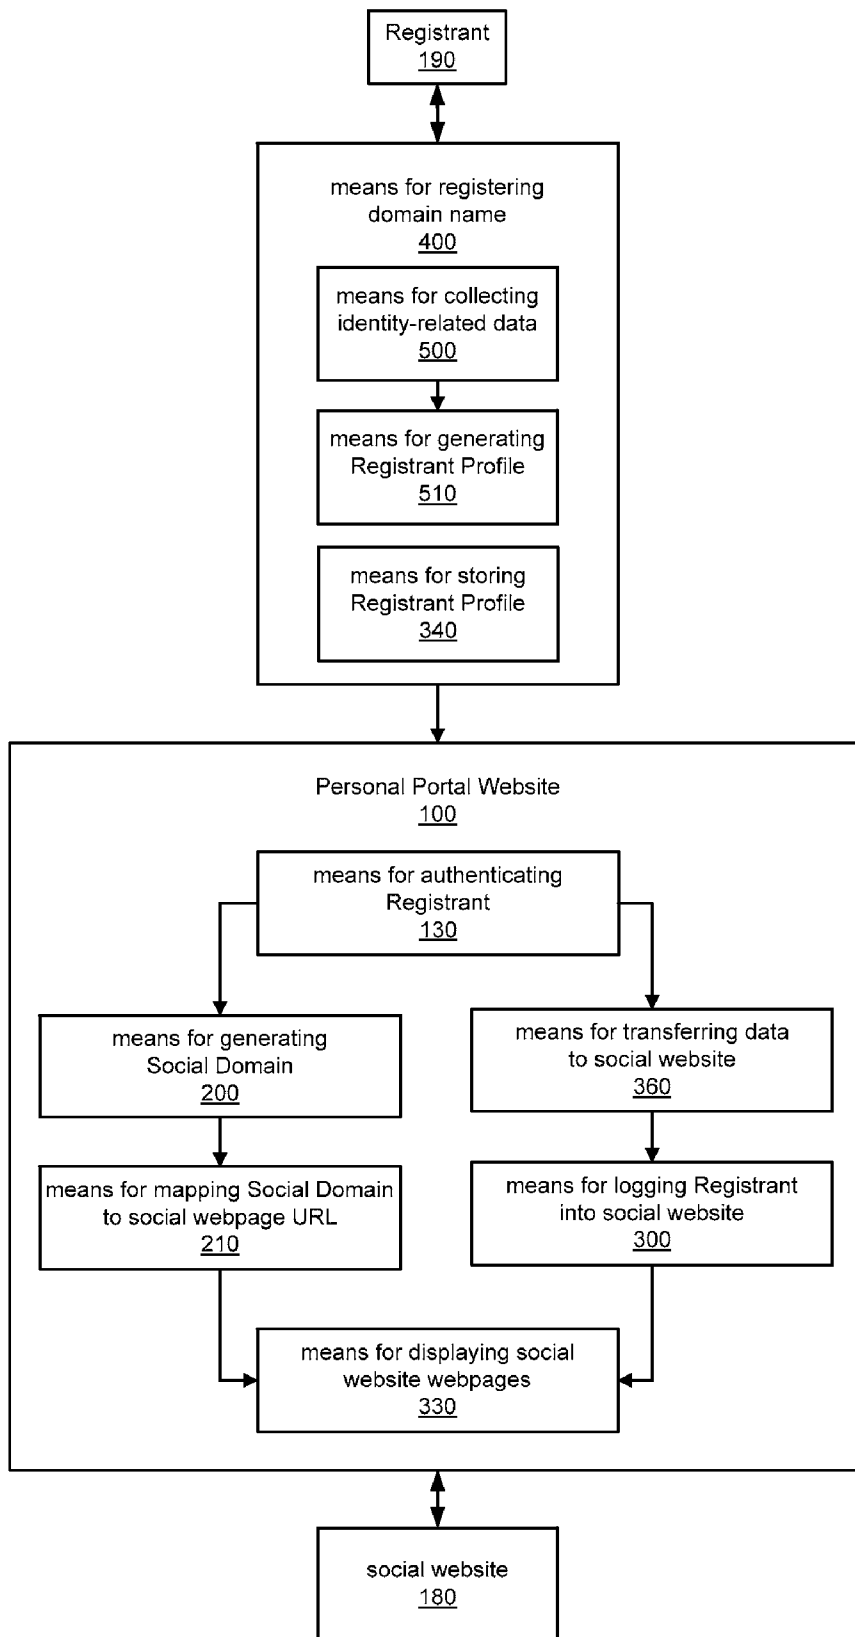 Registrant
190
means for registering
domain name
400
means for collecting
identity-related data
500
means for generating
Registrant Profile
510
means for storing
Registrant Profile
340
Personal Portal Website
100
means for authenticating
Registrant
130
means for generating
Social Domain
200
means for transferring data
to social website
360
means for mapping Social Domain
to social webpage URL
210
means for logging Registrant
into social website
300
means for displaying social
website webpages
330
social website
180